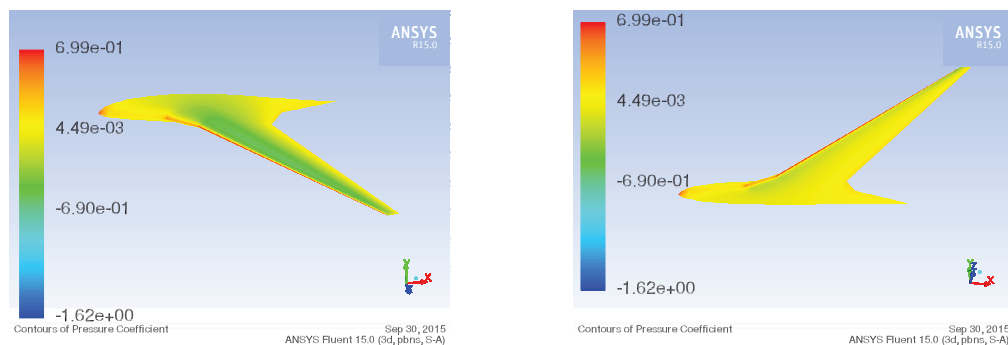 ANSYS
R15.0
6.99e-01
4.49e-03
-6.90e-01
-1.62e+00
Y
X
Z
Contours of Pressure Coefficient
Sep 30, 2015
ANSYS Fluent 15.0 (3d, pbns, S-A)
ANSYS
R15.0
6.99e-01
4.49e-03
-6.90e-01
-1.62e+00
Y
Z
X
Contours of Pressure Coefficient
Sep 30, 2015
ANSYS Fluent 15.0 (3d, pbns, S-A)